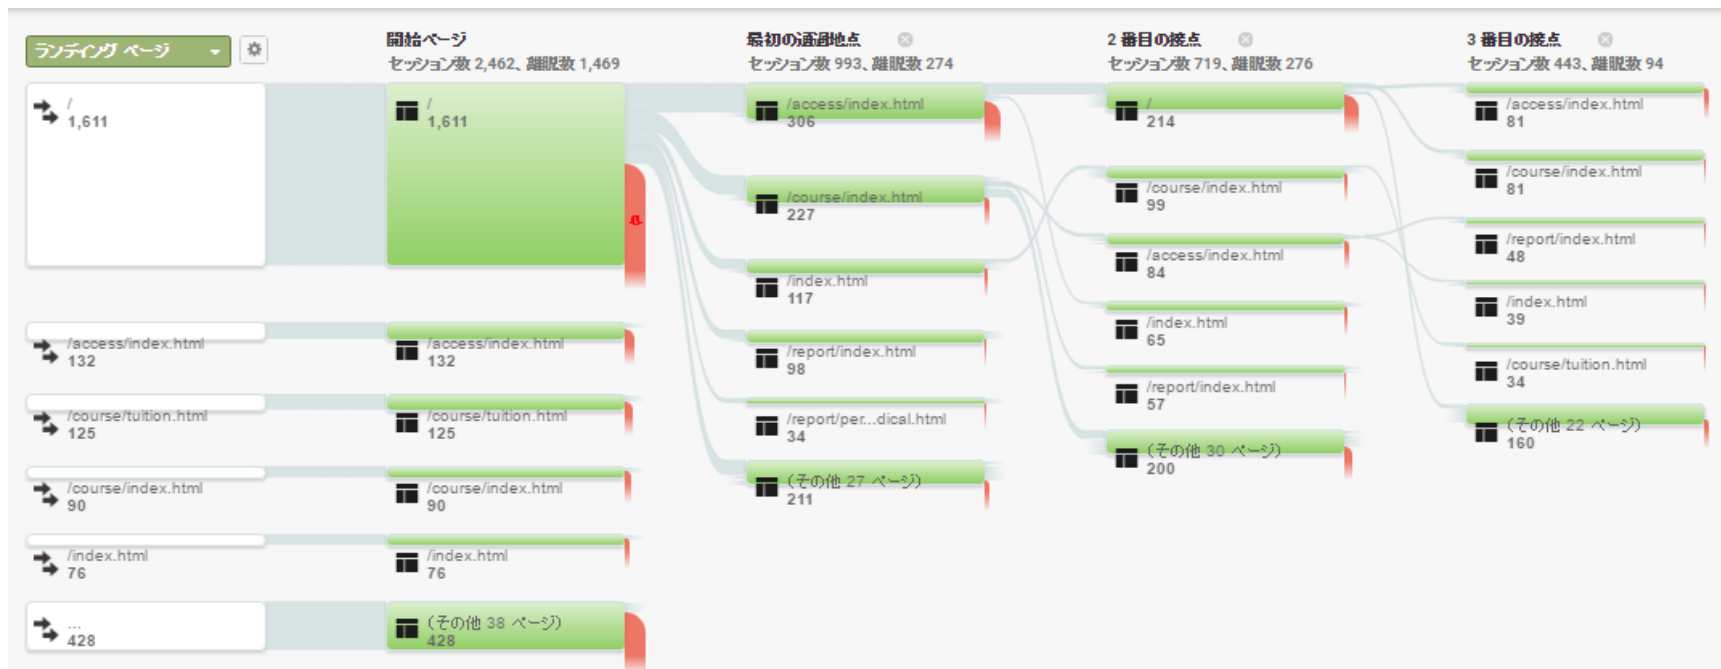 ランディング ページ
開始ページ
セッション数 2,462、離脱数 1,469
最初の通過地点
セッション数 993、離脱数 274
2 番目の接点
セッション数 719、離脱数 276
3 番目の接点
セッション数 443、離脱数 94
/
1,611
/access/index.html
132
/course/tuition.html
125
/course/index.html
90
/index.html
76
...
428
/
1,611
/access/index.html
132
/course/tuition.html
125
/course/index.html
90
/index.html
76
(その他 38 ページ)
428
/access/index.html
306
/course/index.html
227
/index.html
117
/report/index.html
98
/report/per...dical.html
34
(その他 27 ページ)
211
/
214
/course/index.html
99
/access/index.html
84
/index.html
65
/report/index.html
57
(その他 30 ページ)
200
/access/index.html
81
/course/index.html
81
/report/index.html
48
/index.html
39
/course/tuition.html
34
(その他 22 ページ)
160